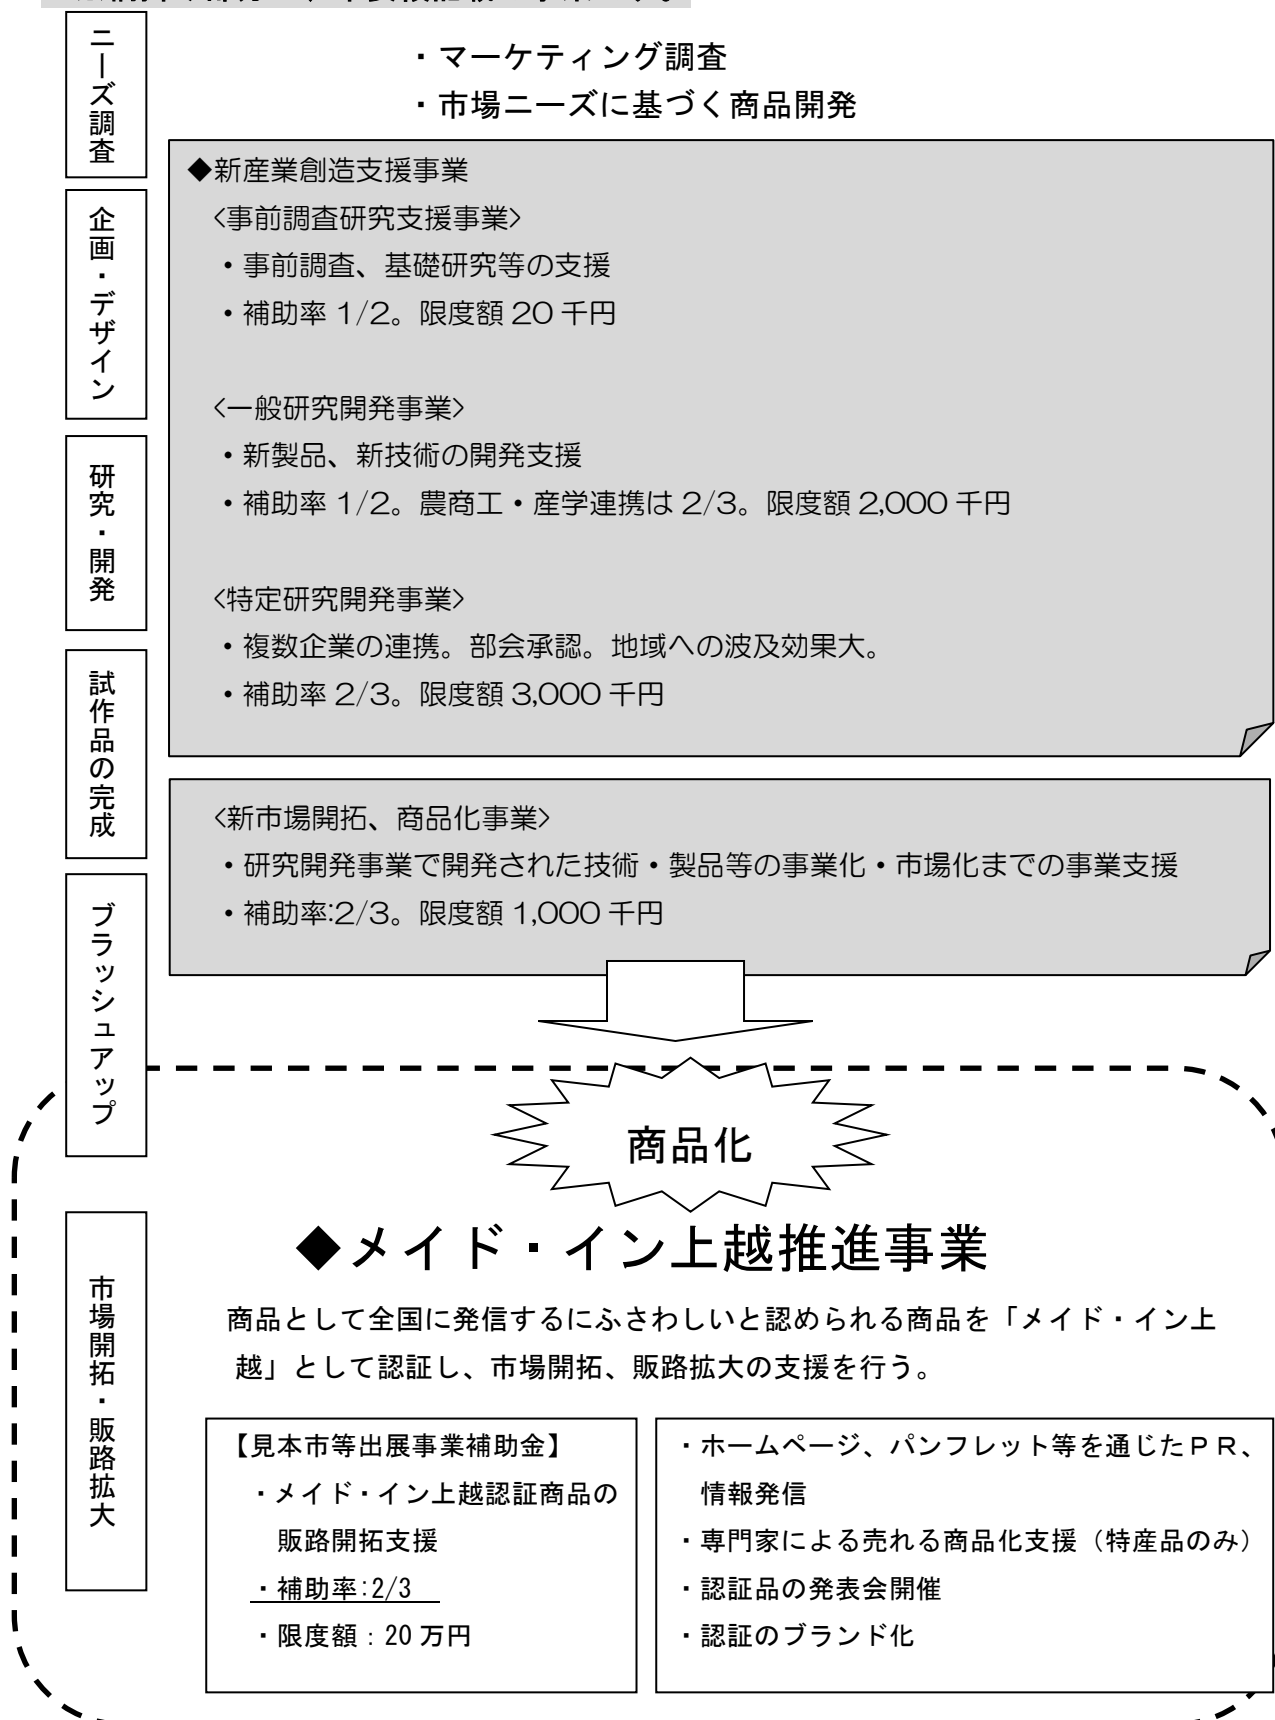 ニーズ調査
・マーケティング調査
・市場ニーズに基づく商品開発
企画・デザイン
研究・開発
試作品の完成
ブラッシュアップ
市場開拓・販路拡大
◆新産業創造支援事業
<事前調査研究支援事業>
・事前調査、基礎研究等の支援
・補助率 1/2。限度額 20 千円
<一般研究開発事業>
・新製品、新技術の開発支援
・補助率 1/2。農商工・産学連携は 2/3。限度額 2,000 千円
<特定研究開発事業>
・複数企業の連携。部会承認。地域への波及効果大。
・補助率 2/3。限度額 3,000 千円
<新市場開拓、商品化事業>
・研究開発事業で開発された技術・製品等の事業化・市場化までの事業支援
・補助率:2/3。限度額 1,000 千円
商品化
◆メイド・イン上越推進事業
商品として全国に発信するにふさわしいと認められる商品を「メイド・イン上
越」として認証し、市場開拓、販路拡大の支援を行う。
【見本市等出展事業補助金】
・メイド・イン上越認証商品の
販路開拓支援
・補助率:2/3
・限度額：20 万円
・ホームページ、パンフレット等を通じたＰＲ、
情報発信
・専門家による売れる商品化支援（特産品のみ）
・認証品の発表会開催
・認証のブランド化